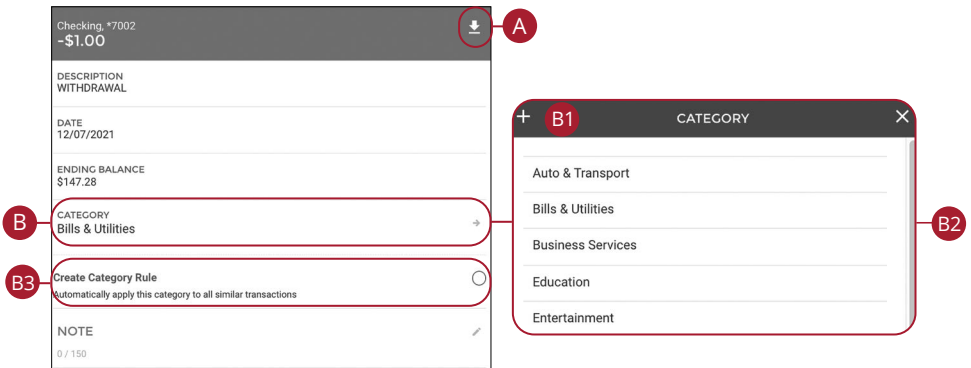 Checking, *7002
-$1.00
A
DESCRIPTION
WITHDRAWAL
DATE
12/07/2021
ENDING BALANCE
$147.28
B
CATEGORY
Bills & Utilities
B3
Create Category Rule
Automatically apply this category to all similar transactions
NOTE
0 / 150
B1
CATEGORY
Auto & Transport
Bills & Utilities
Business Services
Education
Entertainment
B2